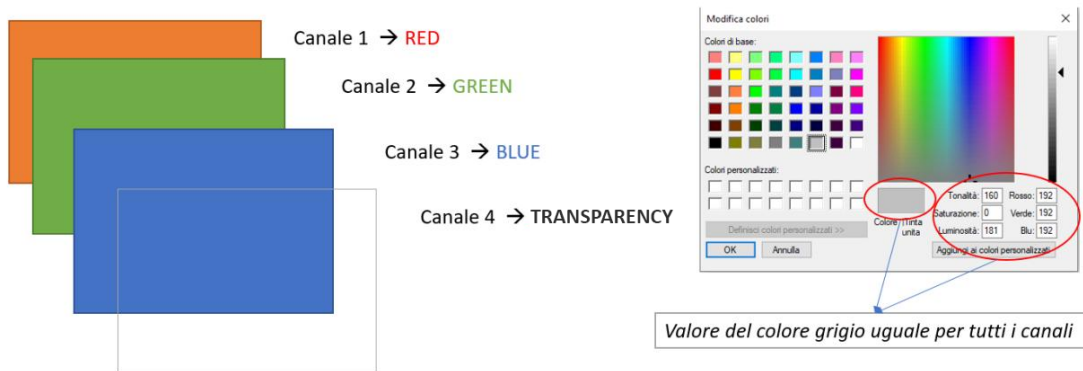 Canale 1 → RED
Canale 2 → GREEN
Canale 3 → BLUE
Canale 4 → TRANSPARENCY
Modifica colori
Colori di base:
Colori personalizzati:
Definisci colori personalizzati >>
OK
Annulla
Colore|Tinta
unita
Tonalità: 160
Rosso: 192
Saturazione: 0
Verde: 192
Luminosità: 181
Blu: 192
Aggiungi ai colori personalizzati
Valore del colore grigio uguale per tutti i canali